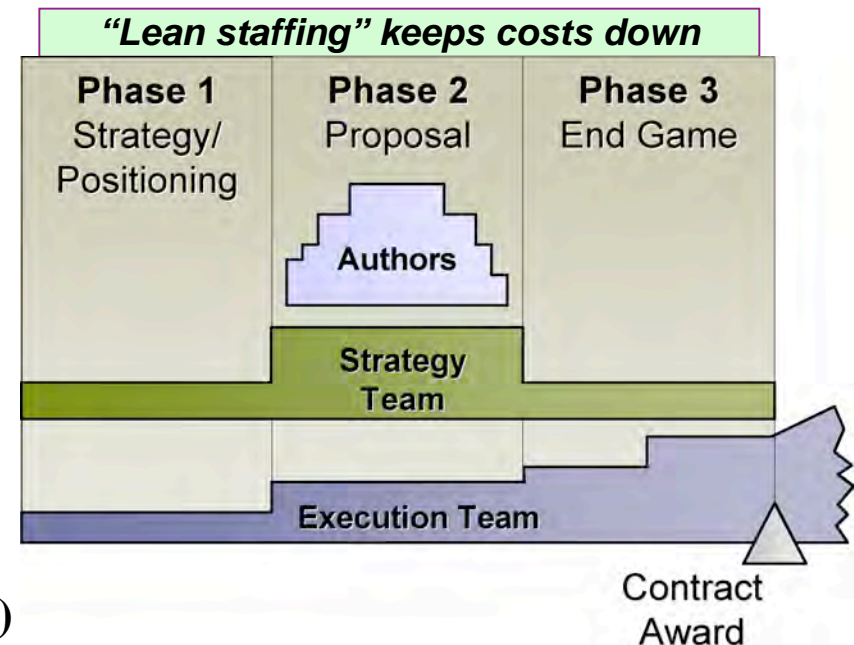 “Lean staffing” keeps costs down
Phase 1
Strategy/
Positioning
Phase 2
Proposal
Phase 3
End Game
Authors
Strategy
Team
Execution Team
Contract
Award
)